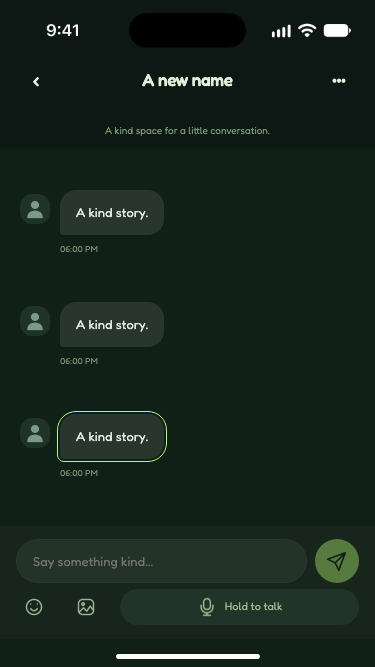 9:41
A new name
A kind space for a little conversation.
A kind story.
06:00 PM
A kind story.
06:00 PM
A kind story.
06:00 PM
Say something kind...
Hold to talk